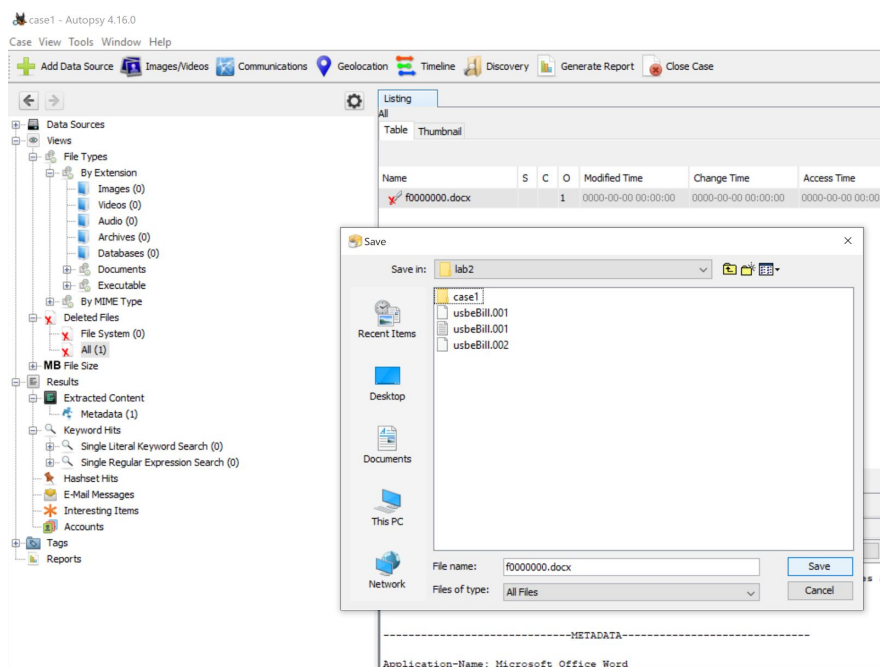 case1 - Autopsy 4.16.0
Case View Tools Window Help
Add Data Source Images/Videos Communications Geolocation Timeline Discovery Generate Report Close Case
Listing
All
Table Thumbnail
Data Sources
Views
File Types
By Extension
Images (0)
Videos (0)
Audio (0)
Archives (0)
Databases (0)
Documents
Executable
By MIME Type
Deleted Files
File System (0)
All (1)
MB File Size
Results
Extracted Content
Metadata (1)
Keyword Hits
Single Literal Keyword Search (0)
Single Regular Expression Search (0)
Hashset Hits
E-Mail Messages
Interesting Items
Accounts
Tags
Reports
Name S C O Modified Time Change Time Access Time
f0000000.docx 1 0000-00-00 00:00:00 0000-00-00 00:00:00 0000-00-00 00:00
Save
Save in: lab2
Recent Items
Desktop
Documents
This PC
Network
case1
usbeBill.001
usbeBill.001
usbeBill.002
File name: f0000000.docx Save
Files of type: All Files Cancel
------------------------------METADATA------------------------------
Application-Name: Microsoft Office Word